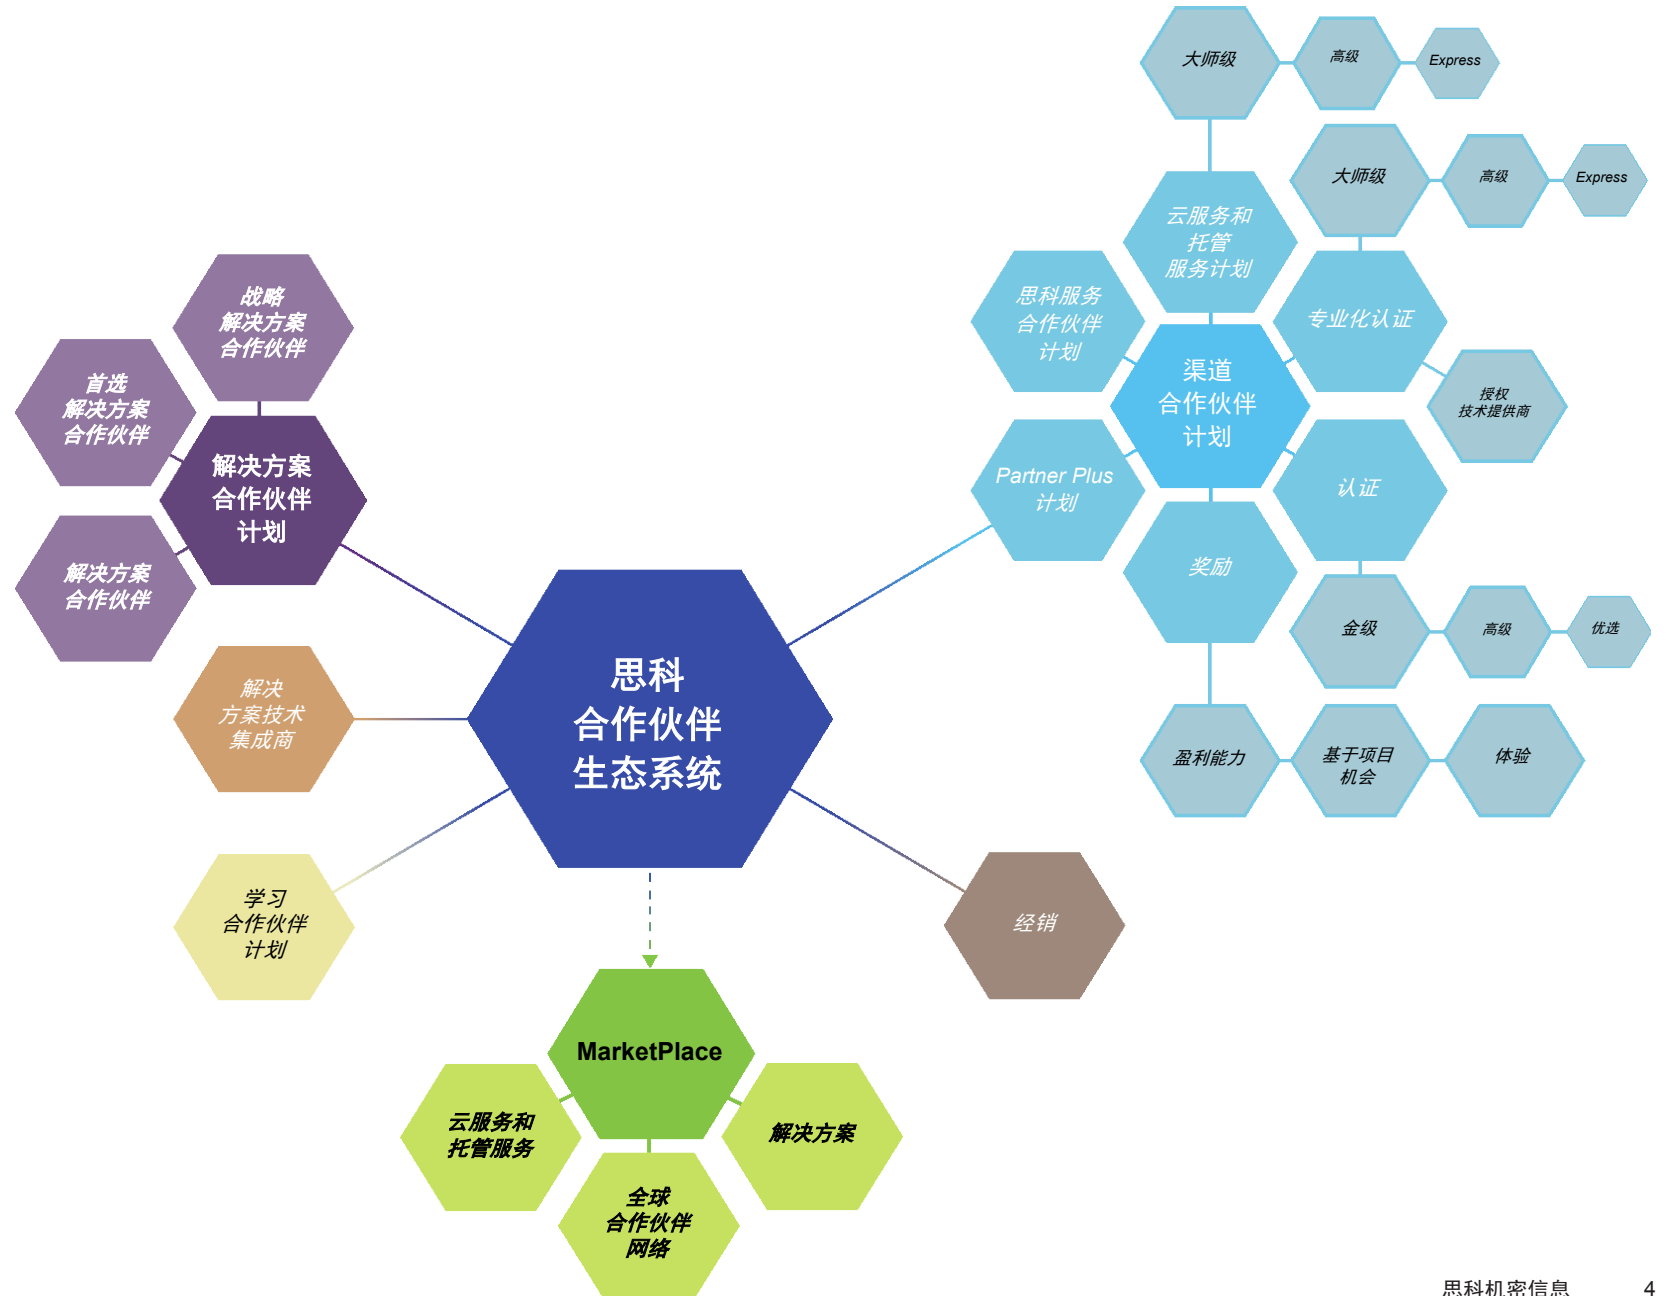 大师级
高级
Express
大师级
高级
Express
云服务和
托管
服务计划
思科服务
合作伙伴
计划
专业化认证
渠道
合作伙伴
计划
授权
技术提供商
Partner Plus
计划
认证
奖励
金级
高级
优选
盈利能力
基于项目
机会
体验
战略
解决方案
合作伙伴
首选
解决方案
合作伙伴
解决方案
合作伙伴
计划
解决方案
合作伙伴
思科
合作伙伴
生态系统
解决
方案技术
集成商
学习
合作伙伴
计划
经销
MarketPlace
云服务和
托管服务
解决方案
全球
合作伙伴
网络
思科机密信息 4